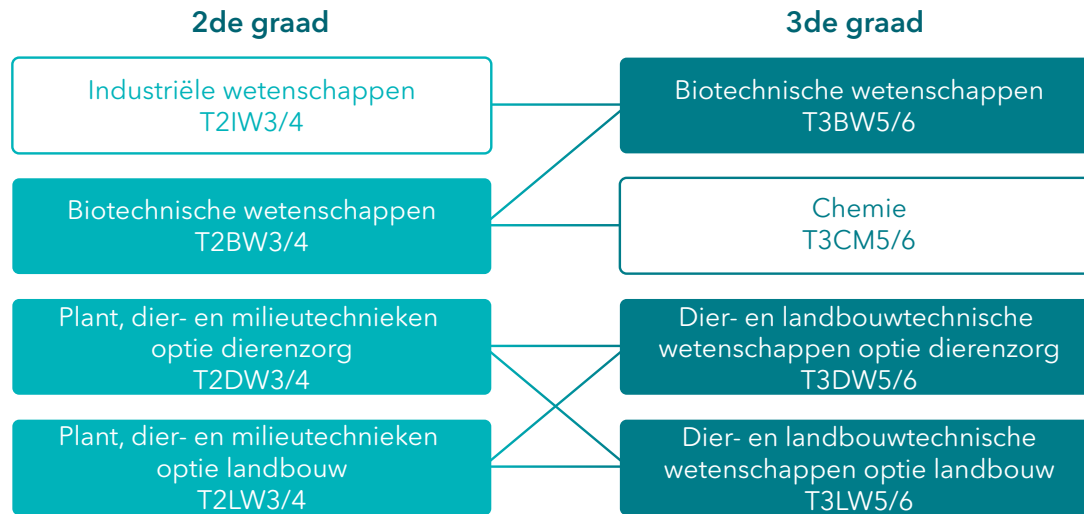 2de graad
3de graad
Industriële wetenschappen
T2IW3/4
Biotechnische wetenschappen
T3BW5/6
Biotechnische wetenschappen
T2BW3/4
Chemie
T3CM5/6
Plant, dier- en milieutechnieken
optie dierenzorg
T2DW3/4
Dier- en landbouwtechnische
wetenschappen optie dierenzorg
T3DW5/6
Plant, dier- en milieutechnieken
optie landbouw
T2LW3/4
Dier- en landbouwtechnische
wetenschappen optie landbouw
T3LW5/6